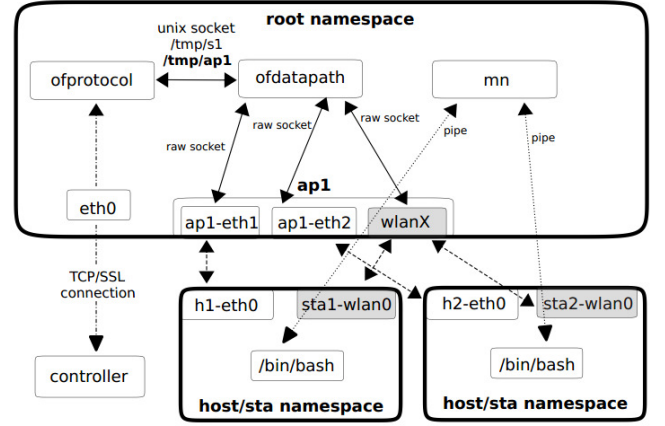 root namespace
unix socket
/tmp/s1
/tmp/ap1
ofprotocol
ofdatapath
mn
raw socket
raw socket
raw socket
pipe
pipe
ap1
eth0
ap1-eth1
ap1-eth2
wlanX
TCP/SSL
connection
h1-eth0
sta1-wlan0
h2-eth0
sta2-wlan0
controller
/bin/bash
/bin/bash
host/sta namespace
host/sta namespace